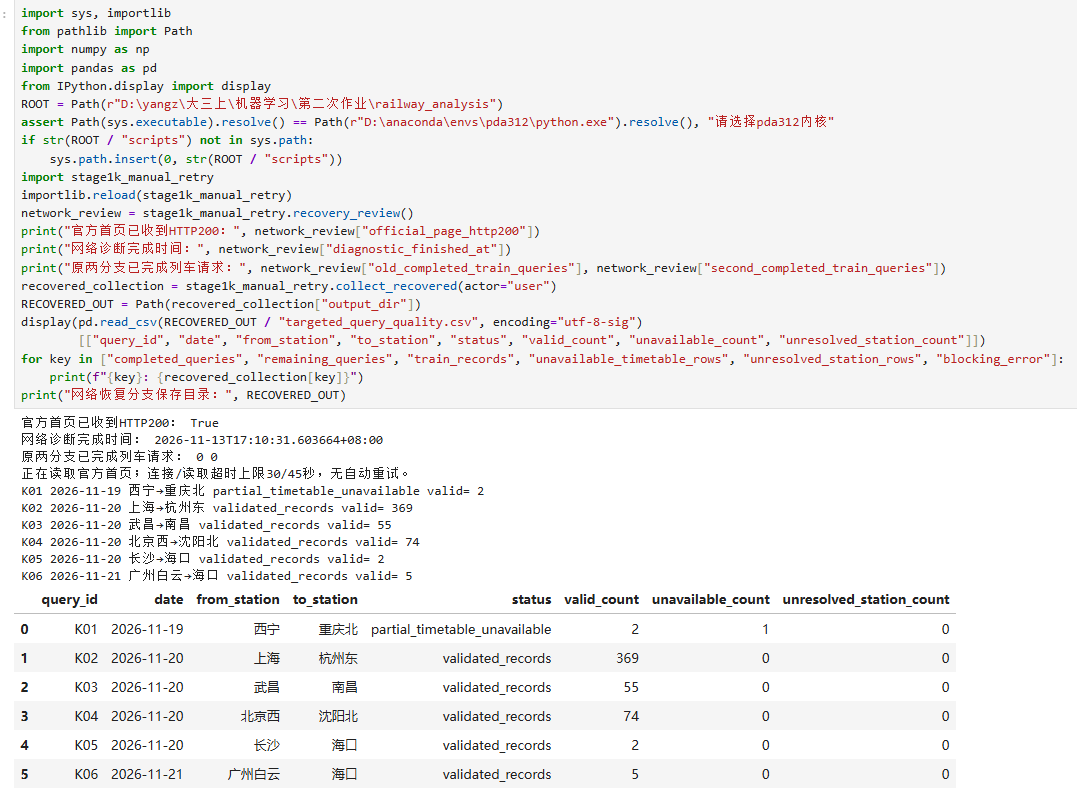 :
import sys, importlib
from pathlib import Path
import numpy as np
import pandas as pd
from IPython.display import display
ROOT = Path(r"D:\yangz\大三上\机器学习\第二次作业\railway_analysis")
assert Path(sys.executable).resolve() == Path(r"D:\anaconda\envs\pda312\python.exe").resolve(), "请选择pda312内核"
if str(ROOT / "scripts") not in sys.path:
    sys.path.insert(0, str(ROOT / "scripts"))
import stage1k_manual_retry
importlib.reload(stage1k_manual_retry)
network_review = stage1k_manual_retry.recovery_review()
print("官方首页已收到HTTP200：", network_review["official_page_http200"])
print("网络诊断完成时间：", network_review["diagnostic_finished_at"])
print("原两分支已完成列车请求：", network_review["old_completed_train_queries"], network_review["second_completed_train_queries"])
recovered_collection = stage1k_manual_retry.collect_recovered(actor="user")
RECOVERED_OUT = Path(recovered_collection["output_dir"])
display(pd.read_csv(RECOVERED_OUT / "targeted_query_quality.csv", encoding="utf-8-sig")
        [["query_id", "date", "from_station", "to_station", "status", "valid_count", "unavailable_count", "unresolved_station_count"]])
for key in ["completed_queries", "remaining_queries", "train_records", "unavailable_timetable_rows", "unresolved_station_rows", "blocking_error"]:
    print(f"{key}: {recovered_collection[key]}")
print("网络恢复分支保存目录：", RECOVERED_OUT)
官方首页已收到HTTP200： True
网络诊断完成时间： 2026-11-13T17:10:31.603664+08:00
原两分支已完成列车请求： 0 0
正在读取官方首页；连接/读取超时上限30/45秒，无自动重试。
K01 2026-11-19 西宁→重庆北 partial_timetable_unavailable valid= 2
K02 2026-11-20 上海→杭州东 validated_records valid= 369
K03 2026-11-20 武昌→南昌 validated_records valid= 55
K04 2026-11-20 北京西→沈阳北 validated_records valid= 74
K05 2026-11-20 长沙→海口 validated_records valid= 2
K06 2026-11-21 广州白云→海口 validated_records valid= 5
query_id date from_station to_station status valid_count unavailable_count unresolved_station_count
0 K01 2026-11-19 西宁 重庆北 partial_timetable_unavailable 2 1 0
1 K02 2026-11-20 上海 杭州东 validated_records 369 0 0
2 K03 2026-11-20 武昌 南昌 validated_records 55 0 0
3 K04 2026-11-20 北京西 沈阳北 validated_records 74 0 0
4 K05 2026-11-20 长沙 海口 validated_records 2 0 0
5 K06 2026-11-21 广州白云 海口 validated_records 5 0 0